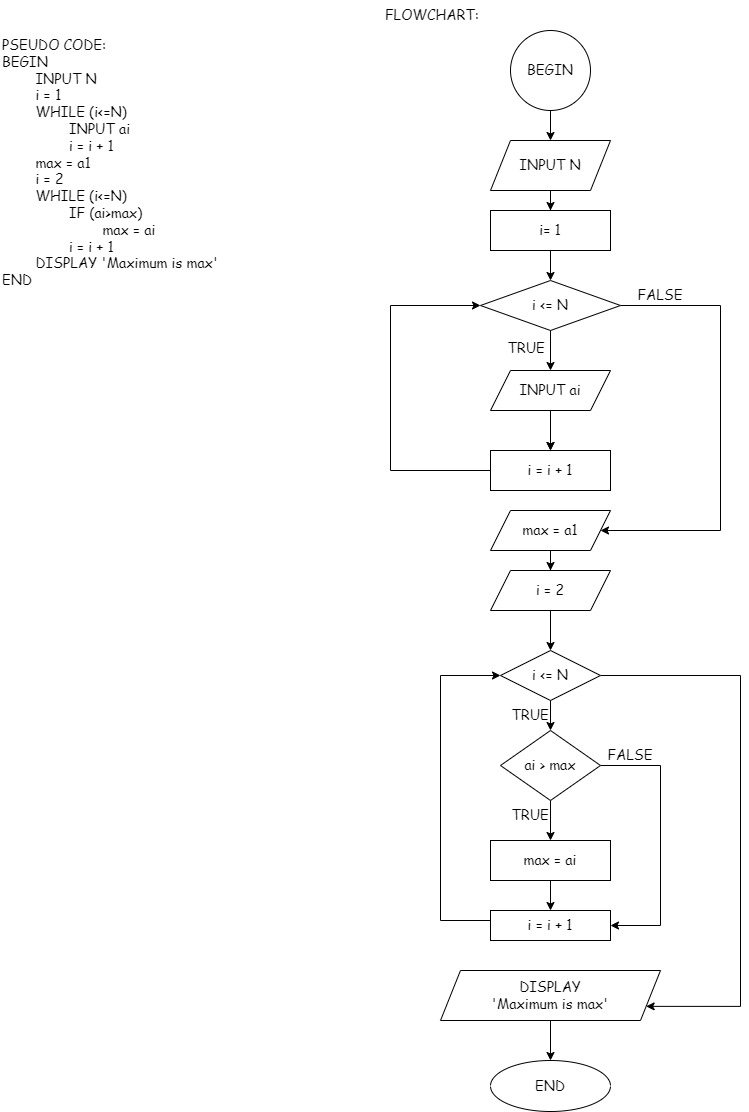 PSEUDO CODE:
BEGIN
INPUT N
i = 1
WHILE (i<=N)
INPUT ai
i = i + 1
max = a1
i = 2
WHILE (i<=N)
IF (ai>max)
max = ai
i = i + 1
DISPLAY 'Maximum is max'
END
FLOWCHART:
BEGIN
INPUT N
i= 1
i <= N
FALSE
TRUE
INPUT ai
i = i + 1
max = a1
i = 2
i <= N
TRUE
ai > max
FALSE
TRUE
max = ai
i = i + 1
DISPLAY
'Maximum is max'
END